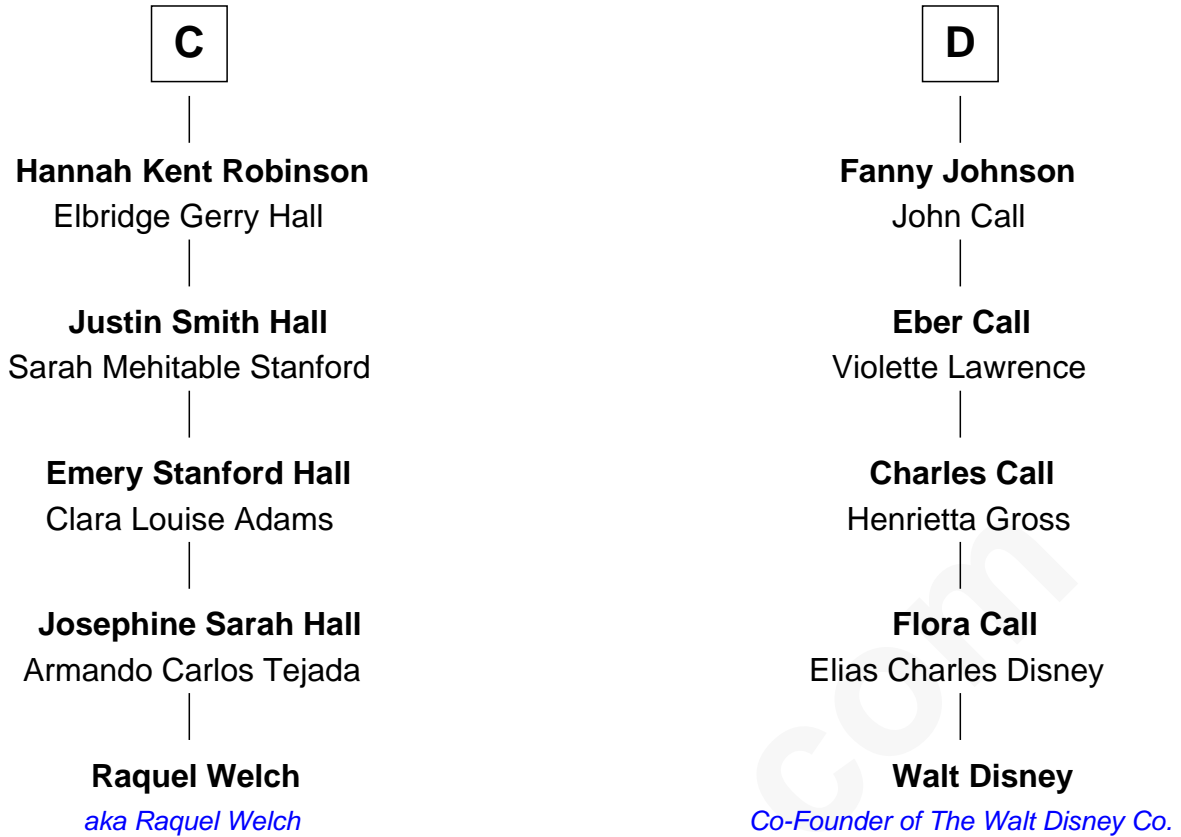 C
Hannah Kent Robinson
Elbridge Gerry Hall
Justin Smith Hall
Sarah Mehitable Stanford
Emery Stanford Hall
Clara Louise Adams
Josephine Sarah Hall
Armando Carlos Tejada
Raquel Welch
aka Raquel Welch
D
Fanny Johnson
John Call
Eber Call
Violette Lawrence
Charles Call
Henrietta Gross
Flora Call
Elias Charles Disney
Walt Disney
Co-Founder of The Walt Disney Co.
com